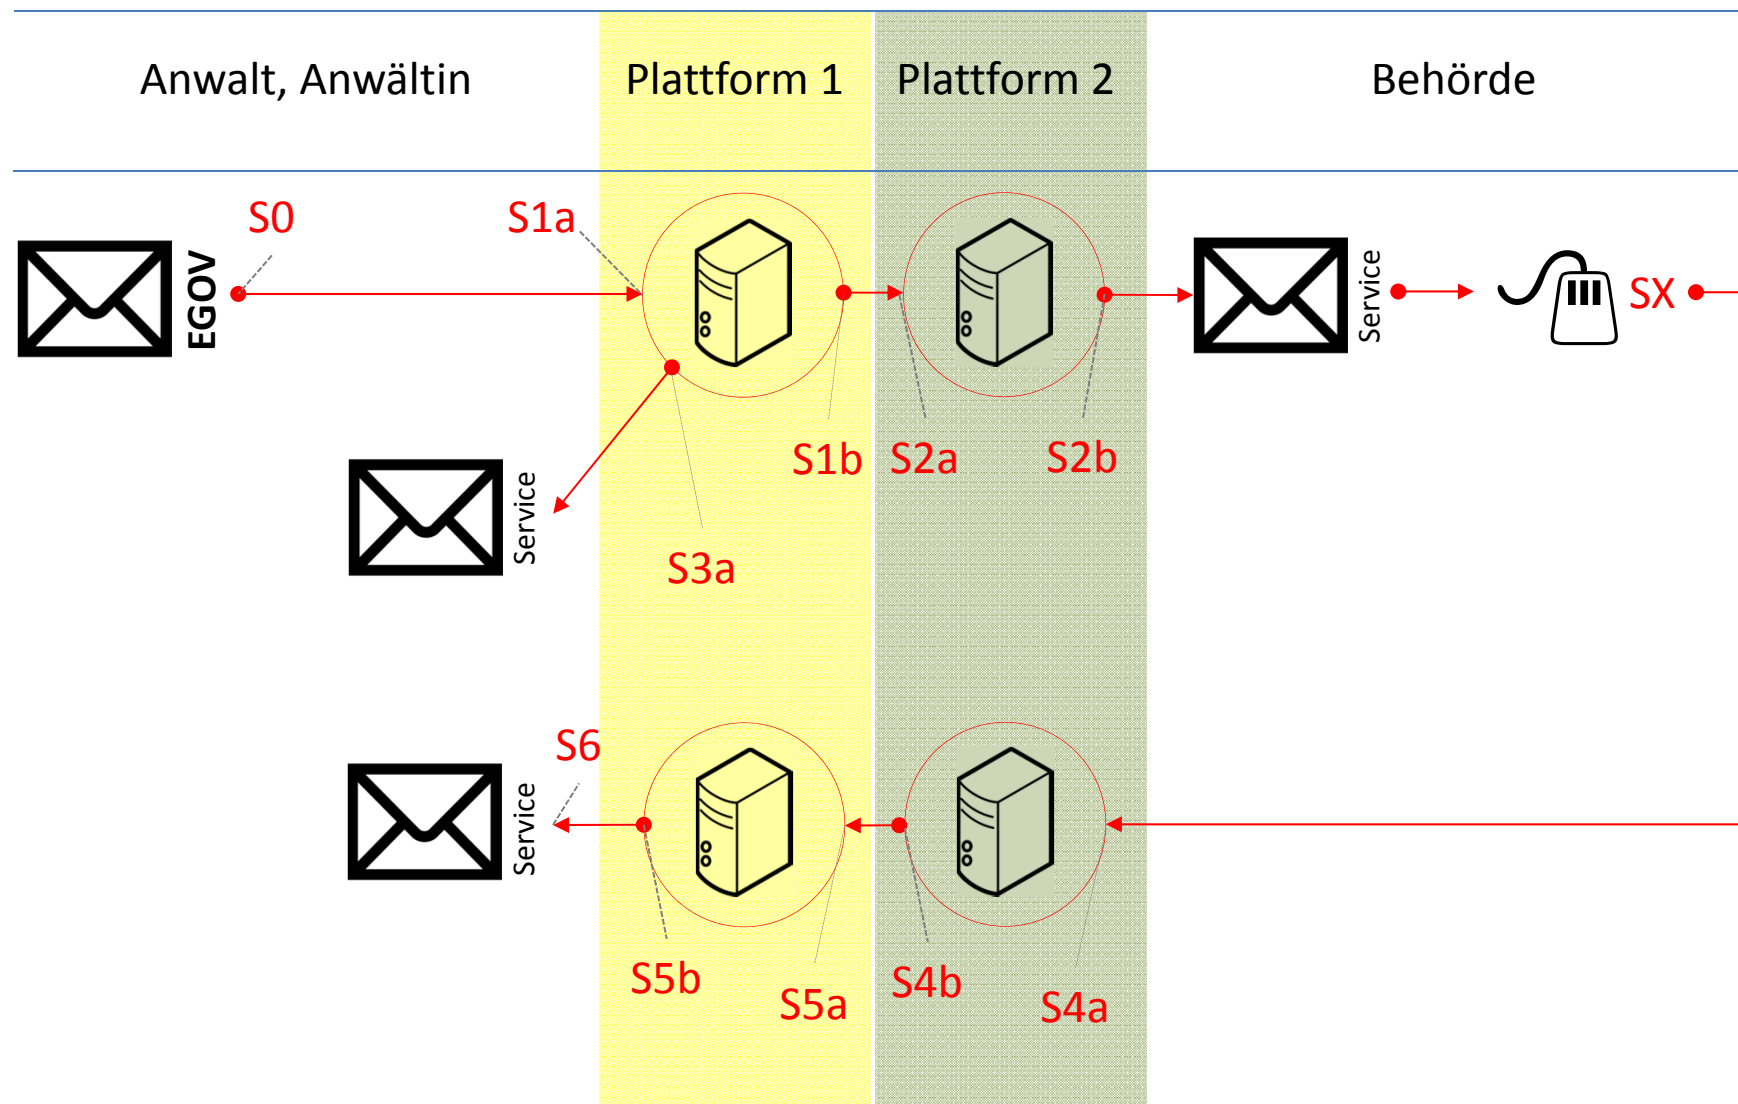 Anwalt, Anwältin
Plattform 1
Plattform 2
Behörde
S0
S1a
EGOV
Service
SX
S1b
S2a
S2b
Service
S3a
S6
Service
S5b
S5a
S4b
S4a